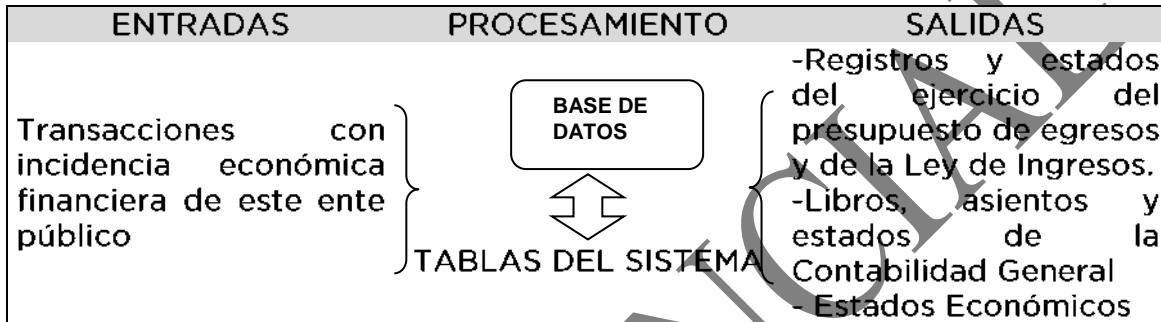 ENTRADAS PROCESAMIENTO SALIDAS
Transacciones con
incidencia económica
financiera de este ente
público
BASE DE
DATOS
TABLAS DEL SISTEMA
-Registros y estados
del ejercicio del
presupuesto de egresos
y de la Ley de Ingresos.
-Libros, asientos y
estados de la
Contabilidad General
- Estados Económicos